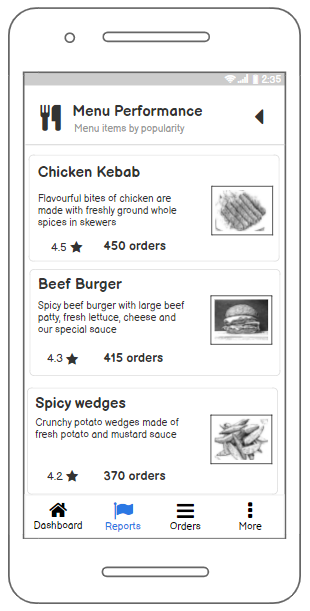 2:35
Menu Performance
Menu items by popularity
Chicken Kebab
Flavourful bites of chicken are
made with freshly ground whole
spices in skewers
4.5 450 orders
Beef Burger
Spicy beef burger with large beef
patty, fresh lettuce, cheese and
our special sauce
4.3 415 orders
Spicy wedges
Crunchy potato wedges made of
fresh potato and mustard sauce
4.2 370 orders
Dashboard Reports Orders More